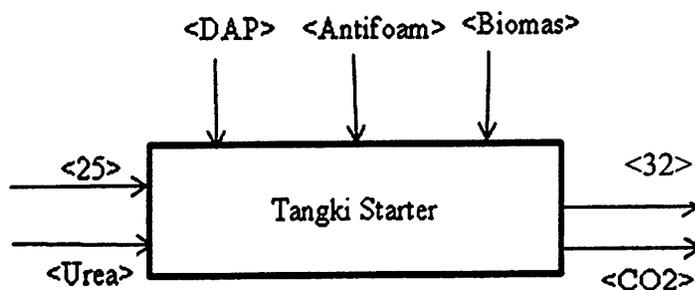 <DAP> <Antifoam> <Biomas>
<25> <32>
Tangki Starter
<Urea> <CO2>